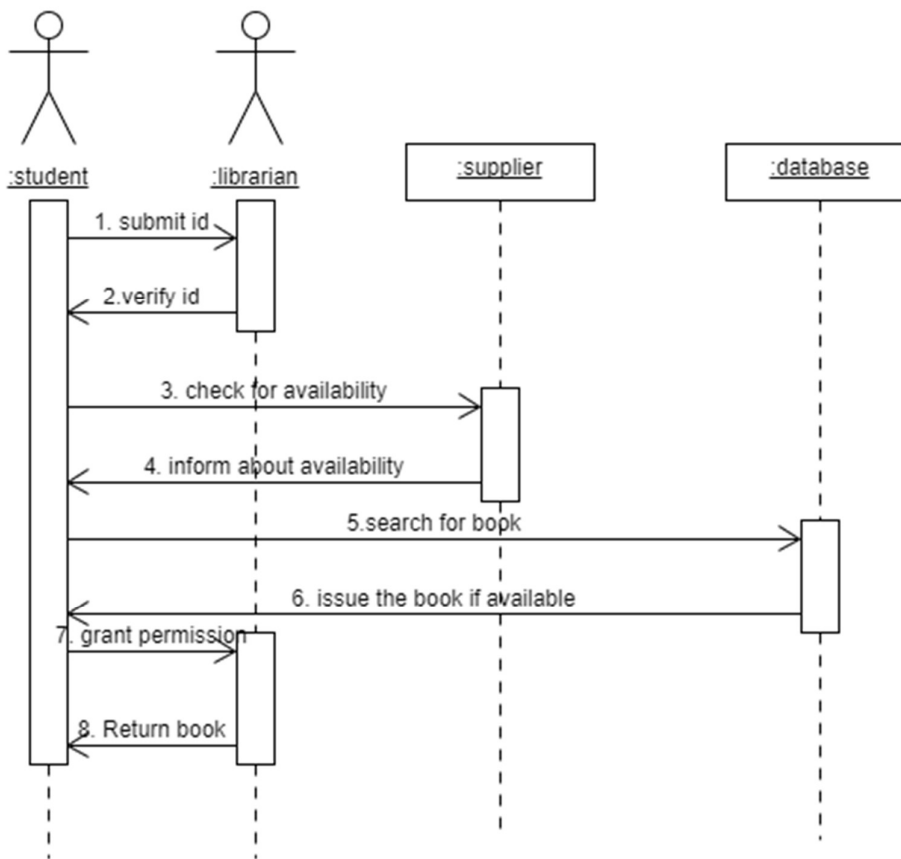 :student
:librarian
:supplier
:database
1. submit id
2.verify id
3. check for availability
4. inform about availability
5.search for book
6. issue the book if available
7. grant permission
8. Return book